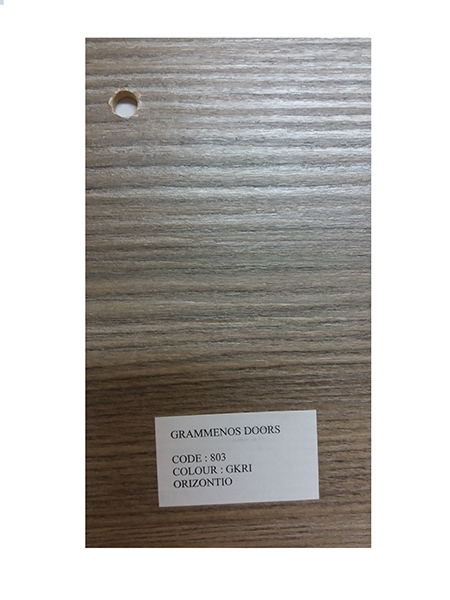 GRAMMENOS DOORS
CODE : 803
COLOUR : GKRI
ORIZONTIO